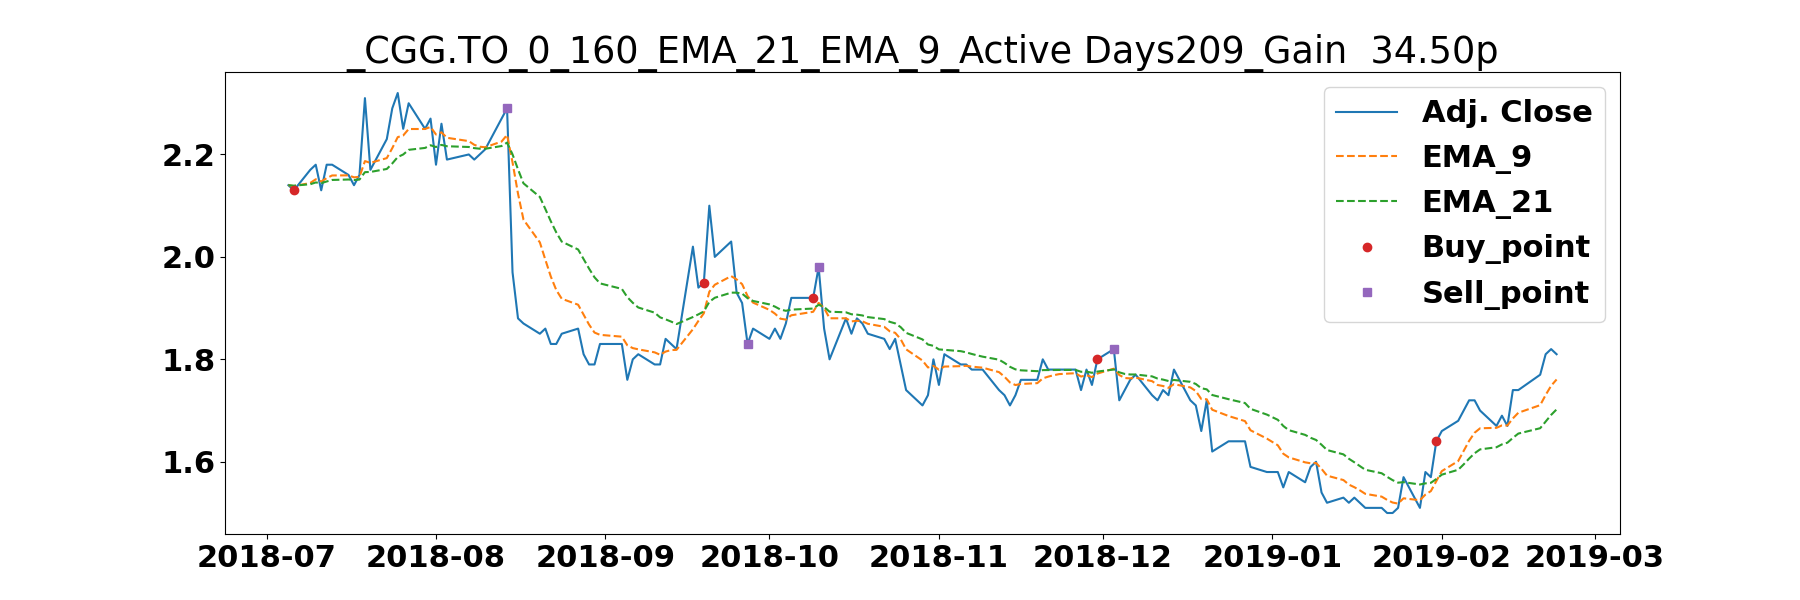 _CGG.TO_0_160_EMA_21_EMA_9_Active Days209_Gain  34.50p
Adj. Close
EMA_9
EMA_21
Buy_point
Sell_point
2.2
2.0
1.8
1.6
2018-07 2018-08 2018-09 2018-10 2018-11 2018-12 2019-01 2019-02 2019-03